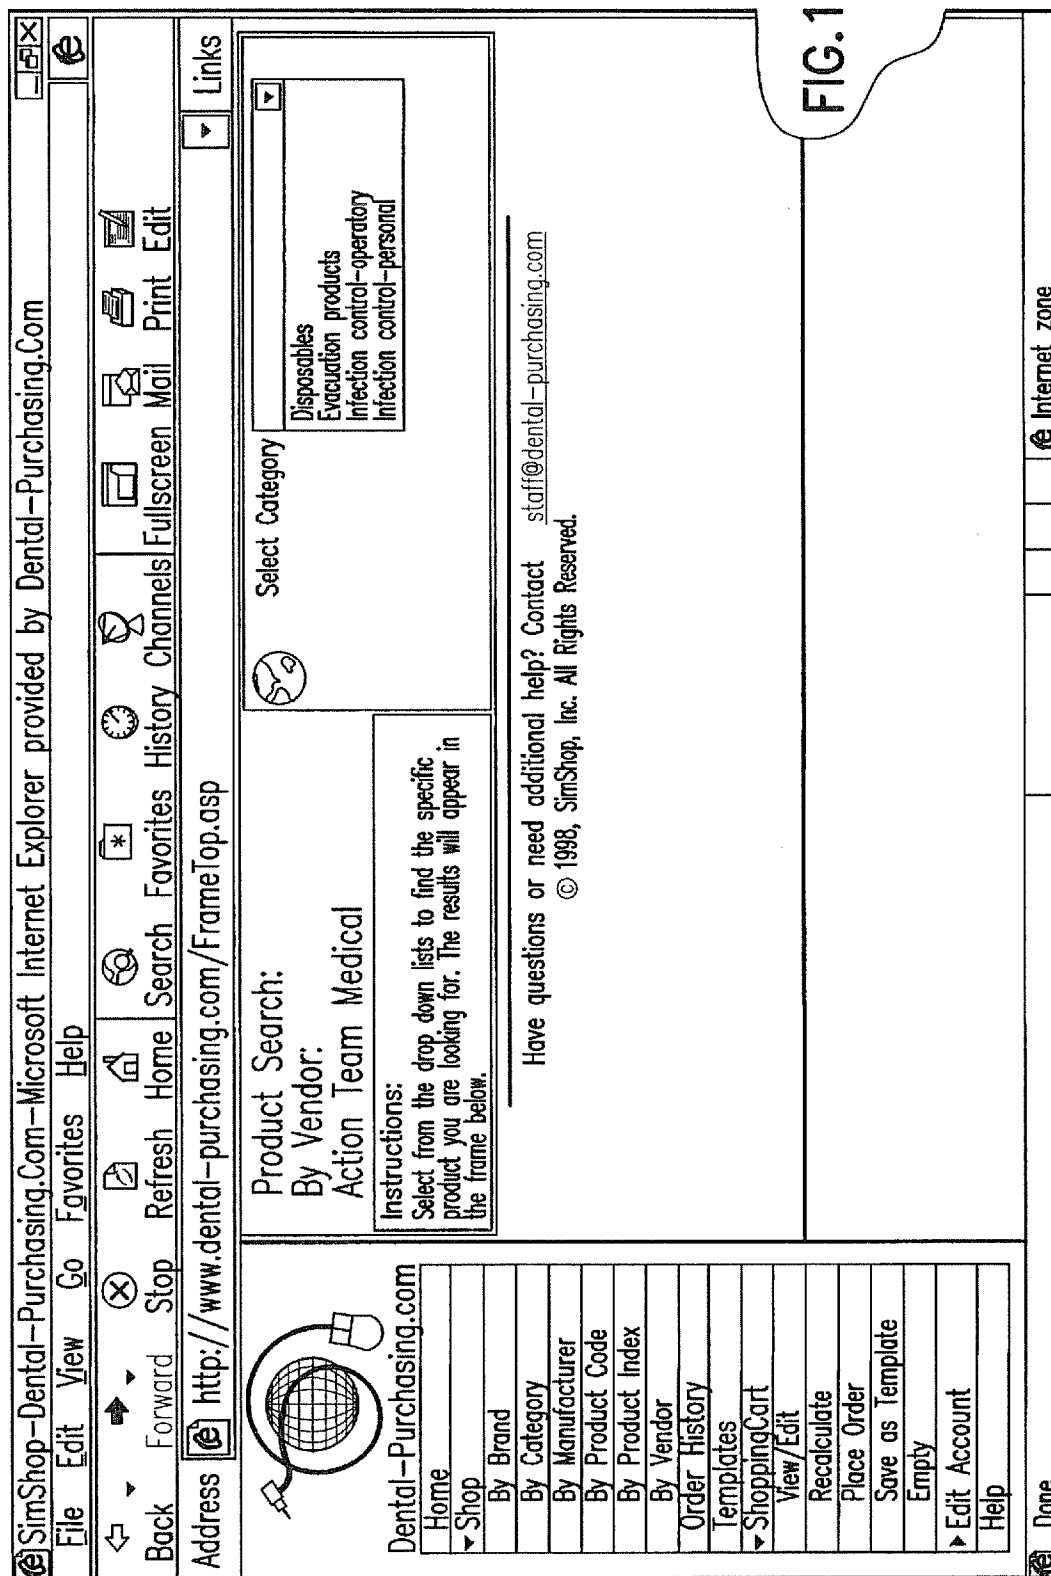 SimShop-Dental-Purchasing.Com-Microsoft Internet Explorer provided by Dental-Purchasing.Com
File Edit View Go Favorites Help
Back Forward Stop Refresh Home Search Favorites History Channels Fullscreen Mail Print Edit
Address http://www.dental-purchasing.com/FrameTop.asp Links
Dental-Purchasing.com
Home
Shop
By Brand
By Category
By Manufacturer
By Product Code
By Product Index
By Vendor
Order History
Templates
ShoppingCart
View/Edit
Recalculate
Place Order
Save as Template
Empty
Edit Account
Help
Product Search:
By Vendor:
Action Team Medical
Instructions:
Select from the drop down lists to find the specific
product you are looking for. The results will appear in
the frame below.
Select Category
Disposables
Evacuation products
Infection control-operatory
Infection control-personal
Have questions or need additional help? Contact staff@dental-purchasing.com
© 1998, SimShop, Inc. All Rights Reserved.
Done Internet zone
FIG. 1